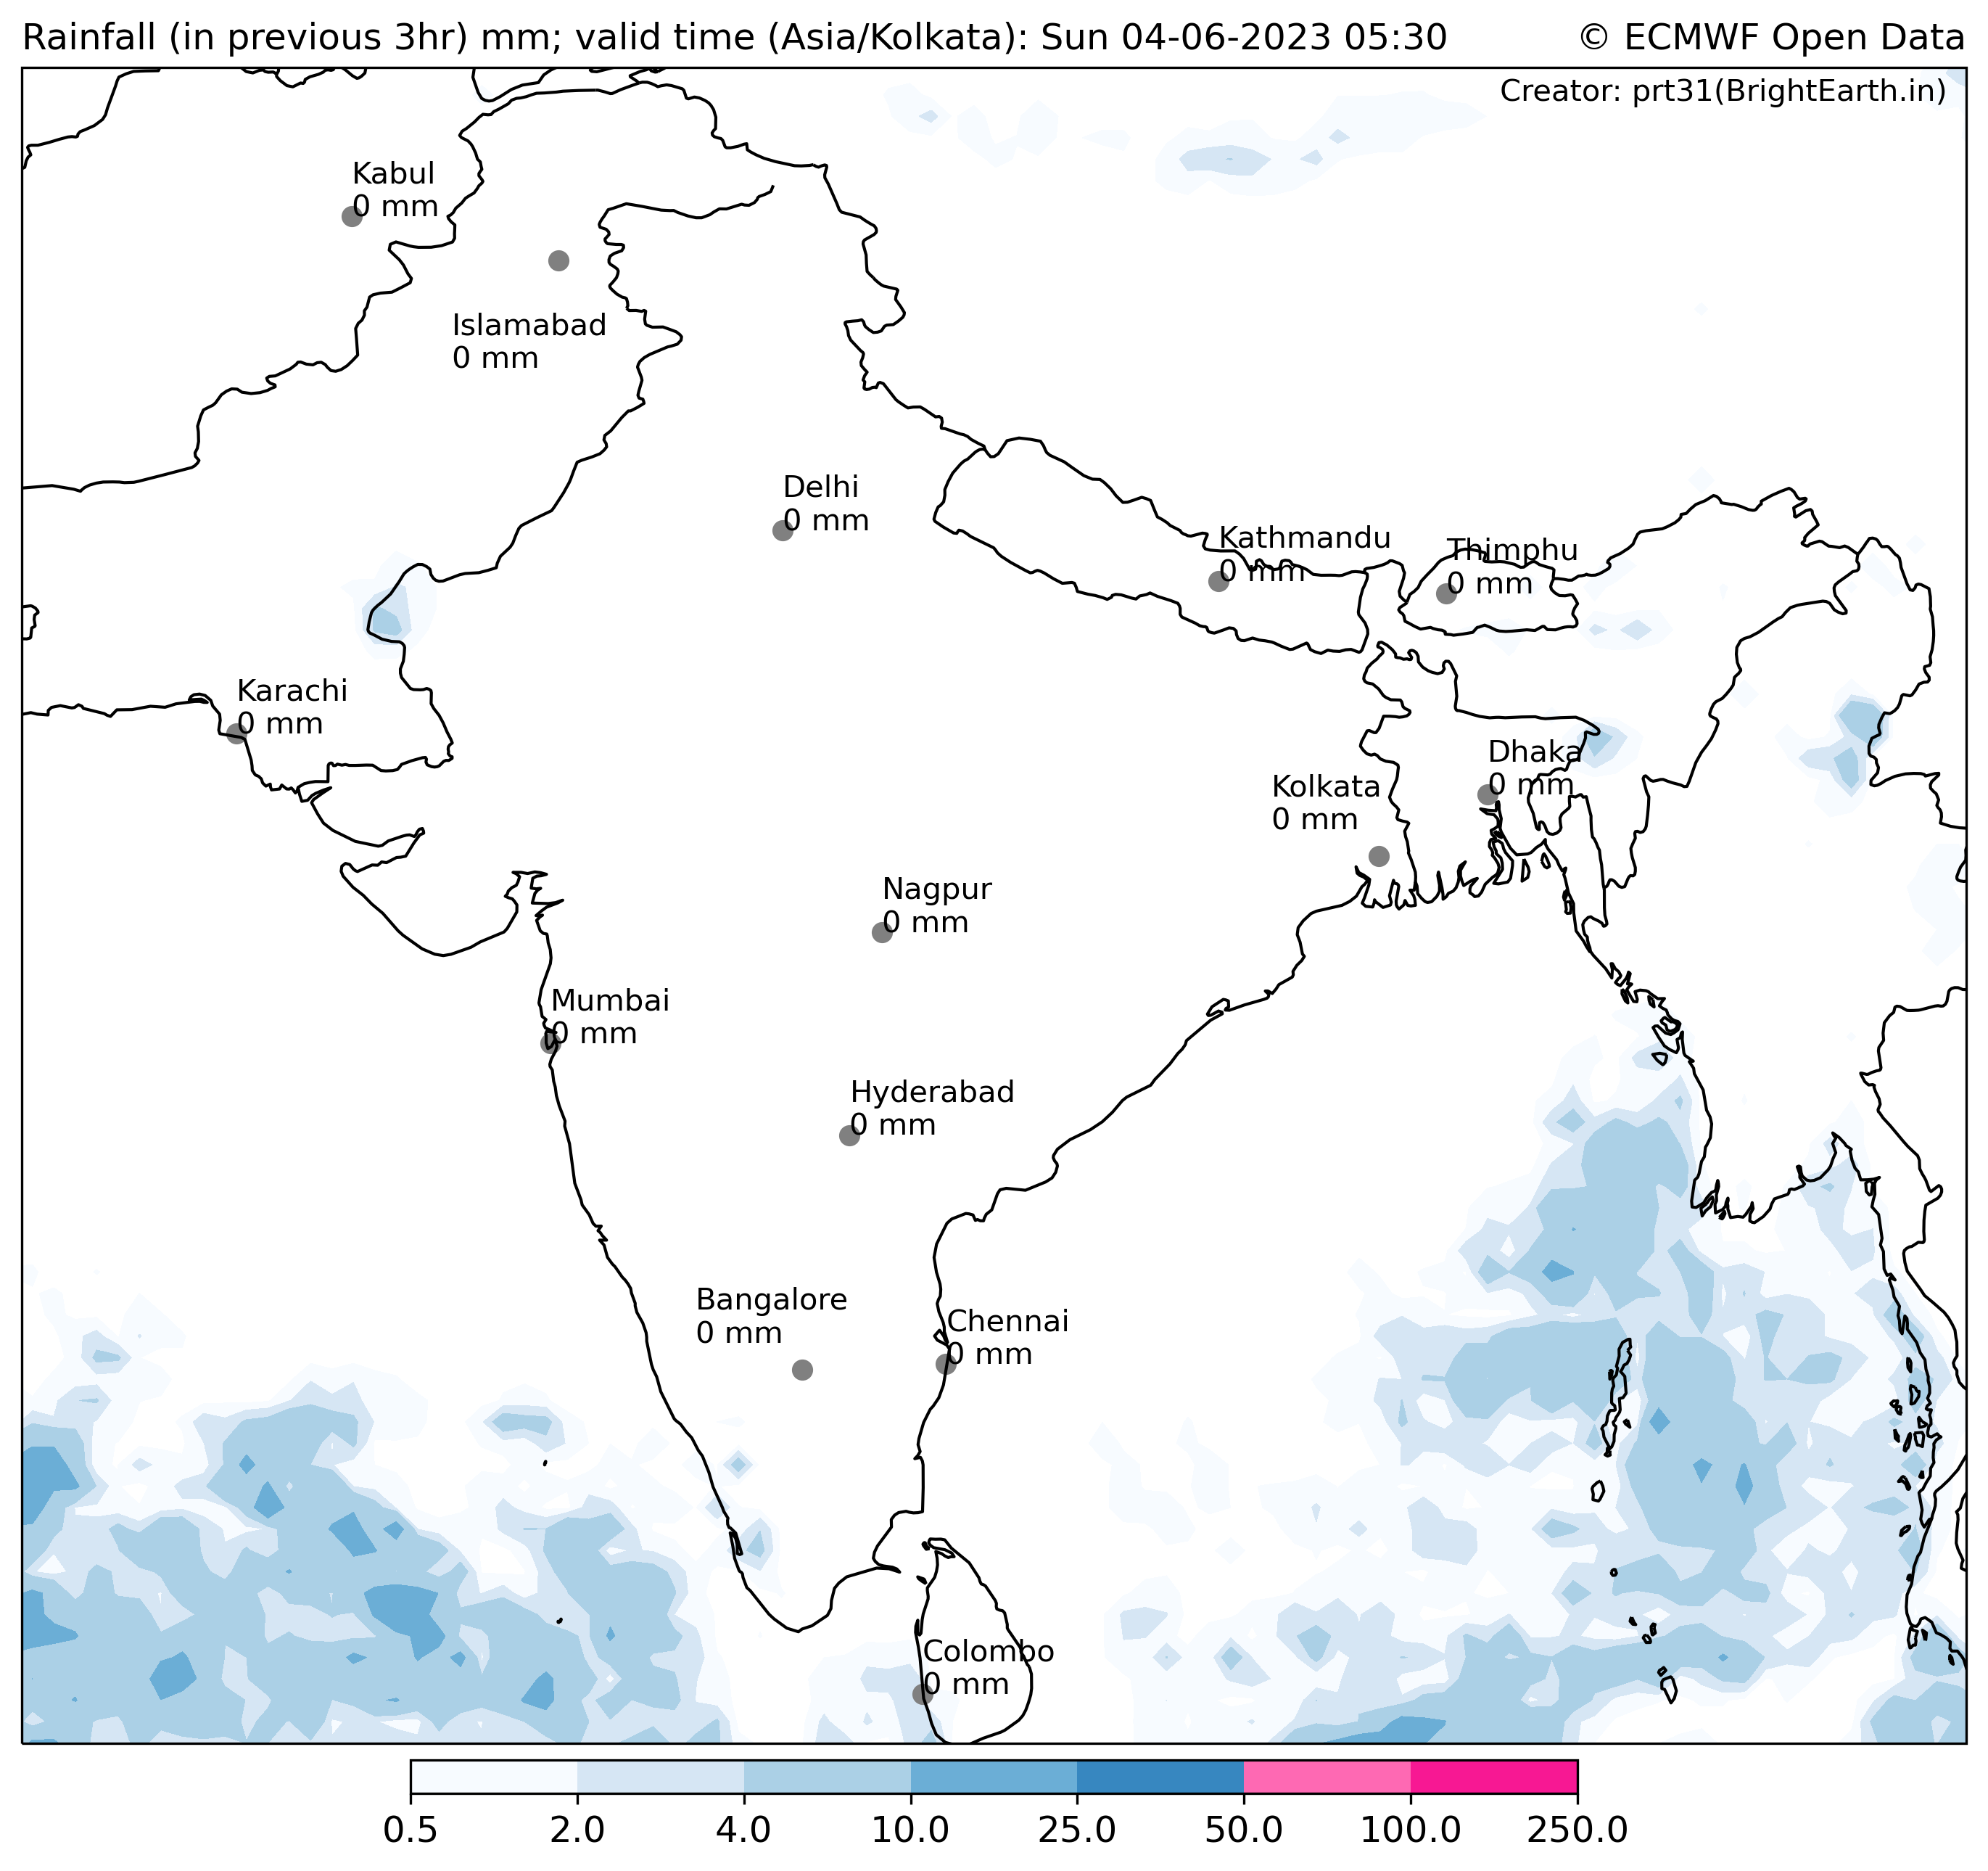 Rainfall (in previous 3hr) mm; valid time (Asia/Kolkata): Sun 04-06-2023 05:30
© ECMWF Open Data
Creator: prt31(BrightEarth.in)
Kabul
0 mm
Islamabad
0 mm
Delhi
0 mm
Kathmandu
0 mm
Thimphu
0 mm
Karachi
0 mm
Dhaka
0 mm
Kolkata
0 mm
Nagpur
0 mm
Mumbai
0 mm
Hyderabad
0 mm
Bangalore
0 mm
Chennai
0 mm
Colombo
0 mm
0.5 2.0 4.0 10.0 25.0 50.0 100.0 250.0